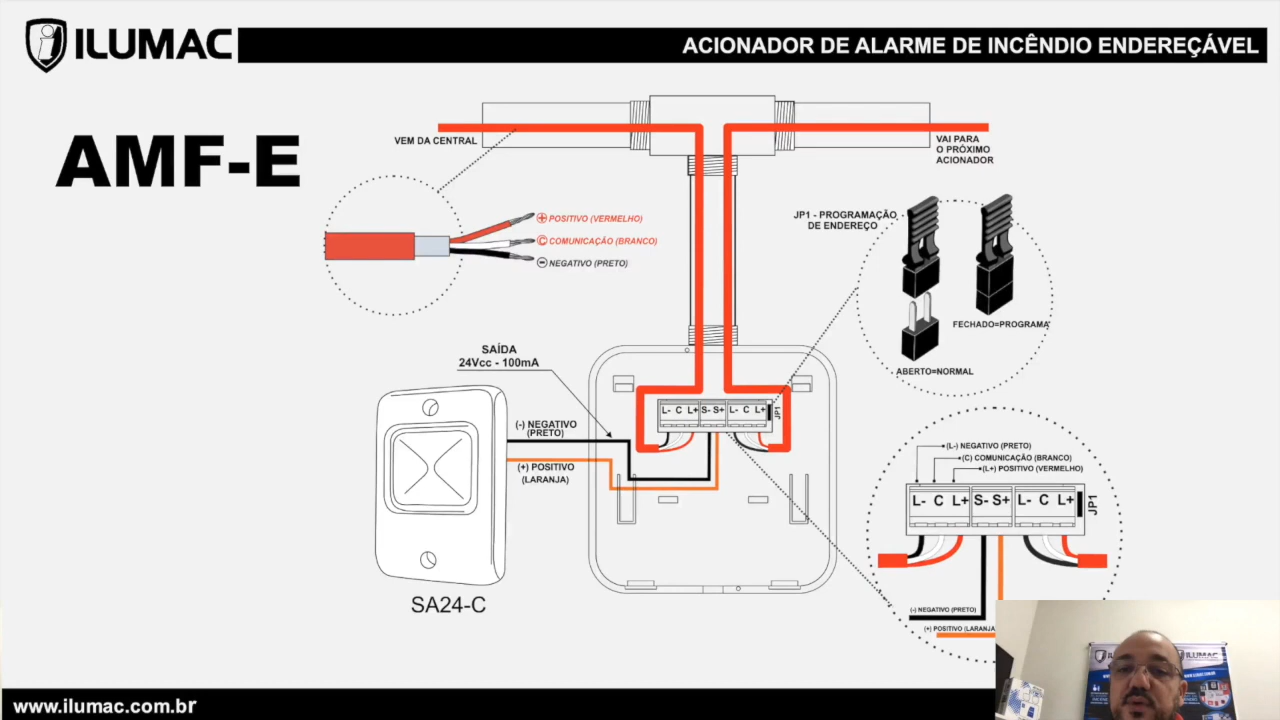 ILUMAC
ACIONADOR DE ALARME DE INCÊNDIO ENDEREÇÁVEL
AMF-E
VEM DA CENTRAL
VAI PARA
O PRÓXIMO
ACIONADOR
POSITIVO (VERMELHO)
C COMUNICAÇÃO (BRANCO)
NEGATIVO (PRETO)
JP1 - PROGRAMAÇÃO
DE ENDEREÇO
FECHADO=PROGRAMA
ABERTO=NORMAL
SAÍDA
24Vcc - 100mA
L- C L+ S- S+ L- C L+
JP1
(-) NEGATIVO
(PRETO)
(+) POSITIVO
(LARANJA)
SA24-C
(L-) NEGATIVO (PRETO)
(C) COMUNICAÇÃO (BRANCO)
(L+) POSITIVO (VERMELHO)
L- C L+ S- S+ L- C L+
JP1
(-) NEGATIVO (PRETO)
(+) POSITIVO (LARANJA
ILUMAC
www.ilumac.com.br